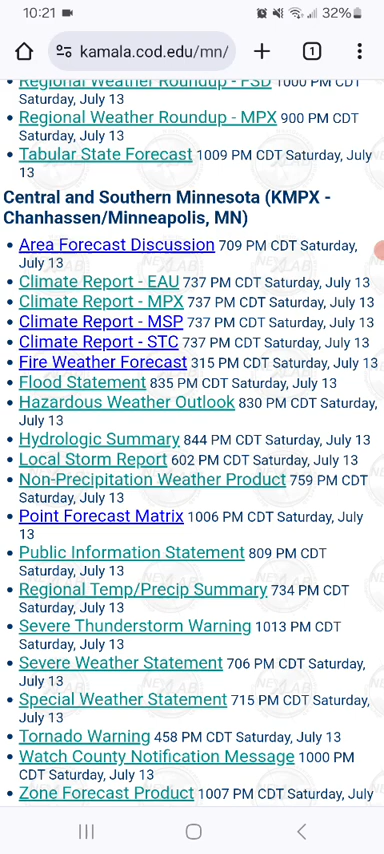 10:21 32%
kamala.cod.edu/mn/ 1
Regional Weather Roundup - FSD 1000 PM CDT
Saturday, July 13
Regional Weather Roundup - MPX 900 PM CDT
Saturday, July 13
Tabular State Forecast 1009 PM CDT Saturday, July
13
Central and Southern Minnesota (KMPX -
Chanhassen/Minneapolis, MN)
Area Forecast Discussion 709 PM CDT Saturday,
July 13
Climate Report - EAU 737 PM CDT Saturday, July 13
Climate Report - MPX 737 PM CDT Saturday, July 13
Climate Report - MSP 737 PM CDT Saturday, July 13
Climate Report - STC 737 PM CDT Saturday, July 13
Fire Weather Forecast 315 PM CDT Saturday, July 13
Flood Statement 835 PM CDT Saturday, July 13
Hazardous Weather Outlook 830 PM CDT Saturday,
July 13
Hydrologic Summary 844 PM CDT Saturday, July 13
Local Storm Report 602 PM CDT Saturday, July 13
Non-Precipitation Weather Product 759 PM CDT
Saturday, July 13
Point Forecast Matrix 1006 PM CDT Saturday, July
13
Public Information Statement 809 PM CDT
Saturday, July 13
Regional Temp/Precip Summary 734 PM CDT
Saturday, July 13
Severe Thunderstorm Warning 1013 PM CDT
Saturday, July 13
Severe Weather Statement 706 PM CDT Saturday,
July 13
Special Weather Statement 715 PM CDT Saturday,
July 13
Tornado Warning 458 PM CDT Saturday, July 13
Watch County Notification Message 1000 PM
CDT Saturday, July 13
Zone Forecast Product 1007 PM CDT Saturday, July